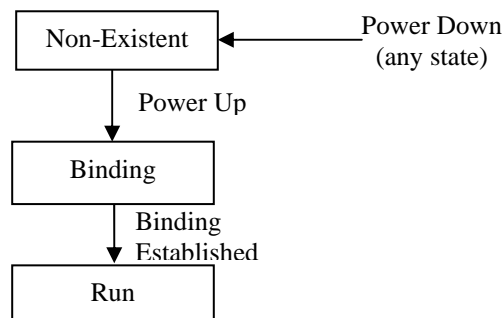 Non-Existent
Power Down
(any state)
Power Up
Binding
Binding
Established
Run